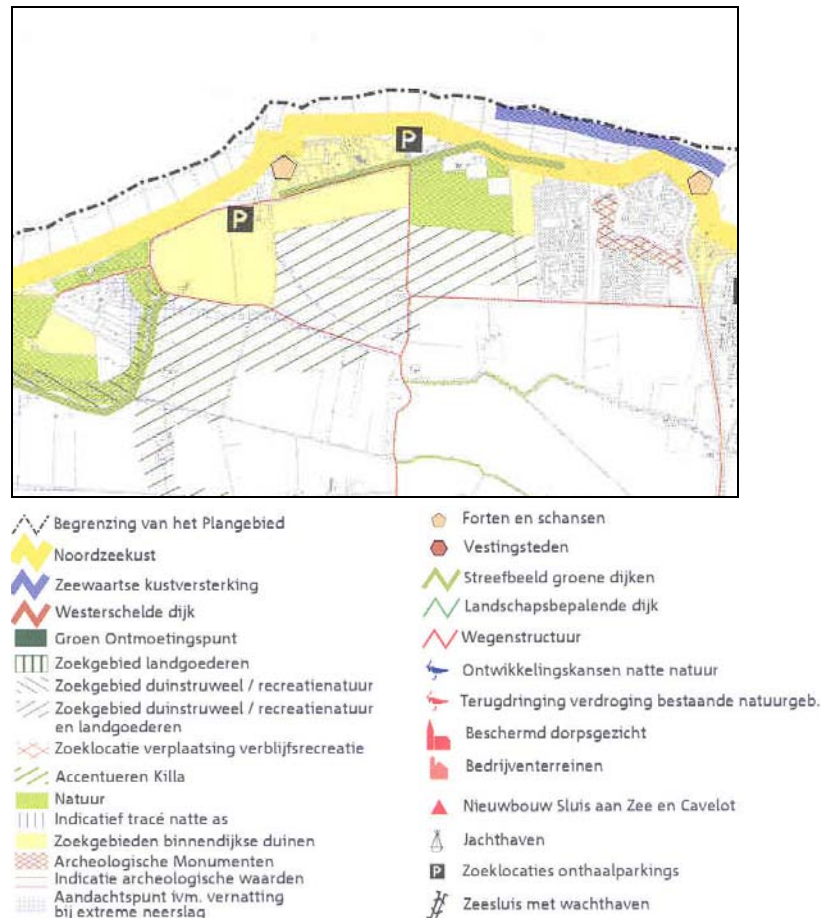 P
P
Begrenzing van het Plangebied
Noordzeekust
Zeewaartse kustversterking
Westerschelde dijk
Groen Ontmoetingspunt
Zoekgebied landgoederen
Zoekgebied duinstruweel / recreatienatuur
Zoekgebied duinstruweel / recreatienatuur
en landgoederen
Zoeklocatie verplaatsing verblijfsrecreatie
Accentueren Killa
Natuur
Indicatief tracé natte as
Zoekgebieden binnendijkse duinen
Archeologische Monumenten
Indicatie archeologische waarden
Aandachtspunt ivm. vernatting
bij extreme neerslag
Forten en schansen
Vestingsteden
Streefbeeld groene dijken
Landschapsbepalende dijk
Wegenstructuur
Ontwikkelingskansen natte natuur
Terugdringing verdroging bestaande natuurgeb.
Beschermd dorpsgezicht
Bedrijventerreinen
Nieuwbouw Sluis aan Zee en Cavelot
Jachthaven
P Zoeklocaties onthaalparkings
Zeesluis met wachthaven